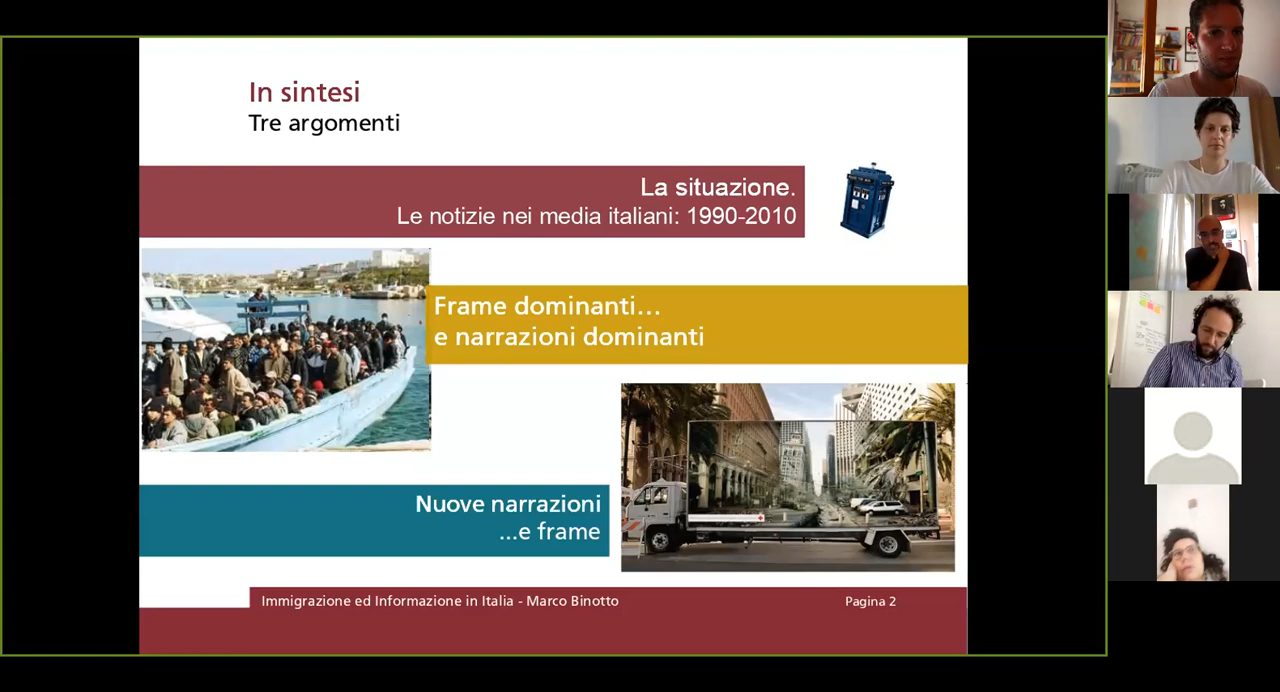 In sintesi
Tre argomenti
La situazione.
Le notizie nei media italiani: 1990-2010
Frame dominanti...
e narrazioni dominanti
Nuove narrazioni
...e frame
Immigrazione ed Informazione in Italia - Marco Binotto
Pagina 2